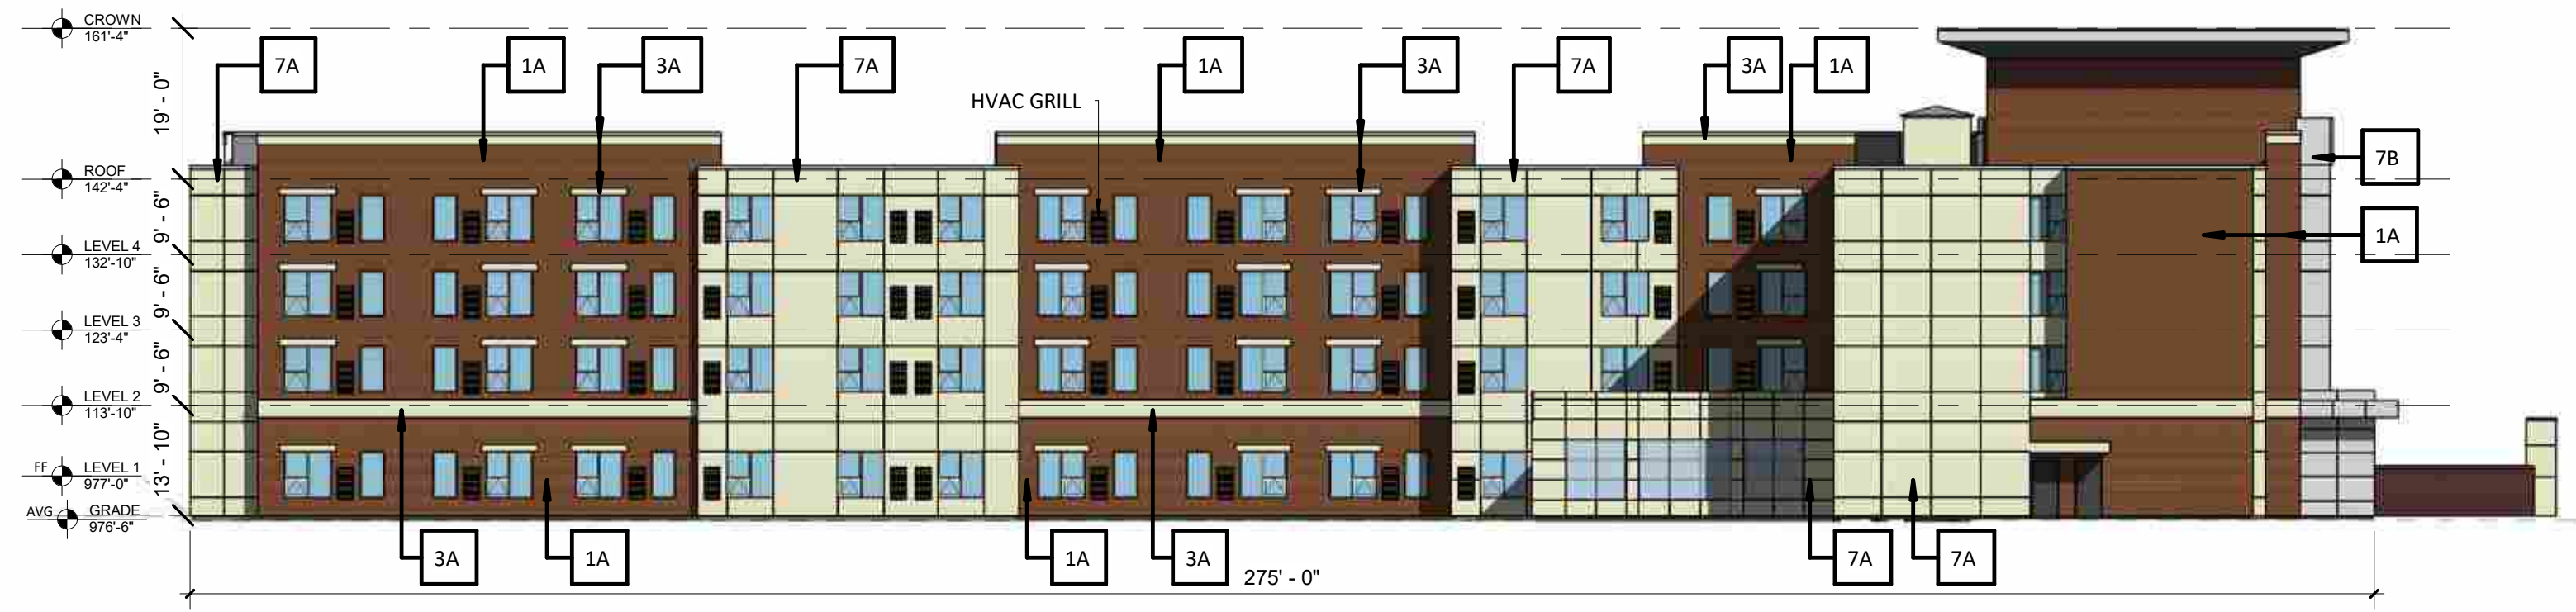 CROWN
161'-4"
19' - 0"
7A
1A
3A
7A
1A
3A
7A
3A
1A
HVAC GRILL
7B
ROOF
142'-4"
9' - 6"
1A
LEVEL 4
132'-10"
9' - 6"
LEVEL 3
123'-4"
9' - 6"
LEVEL 2
113'-10"
13' - 10"
FF
LEVEL 1
977'-0"
AVG.
GRADE
976'-6"
3A
1A
1A
3A
7A
7A
275' - 0"